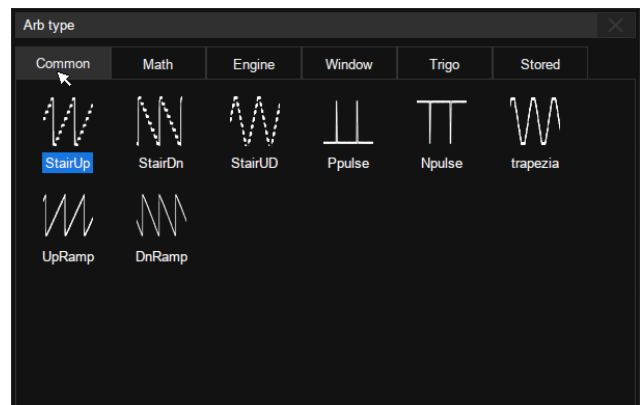 Arb type
Common Math Engine Window Trigo Stored
StairUp StairDn StairUD Ppulse Npulse trapezia
UpRamp DnRamp